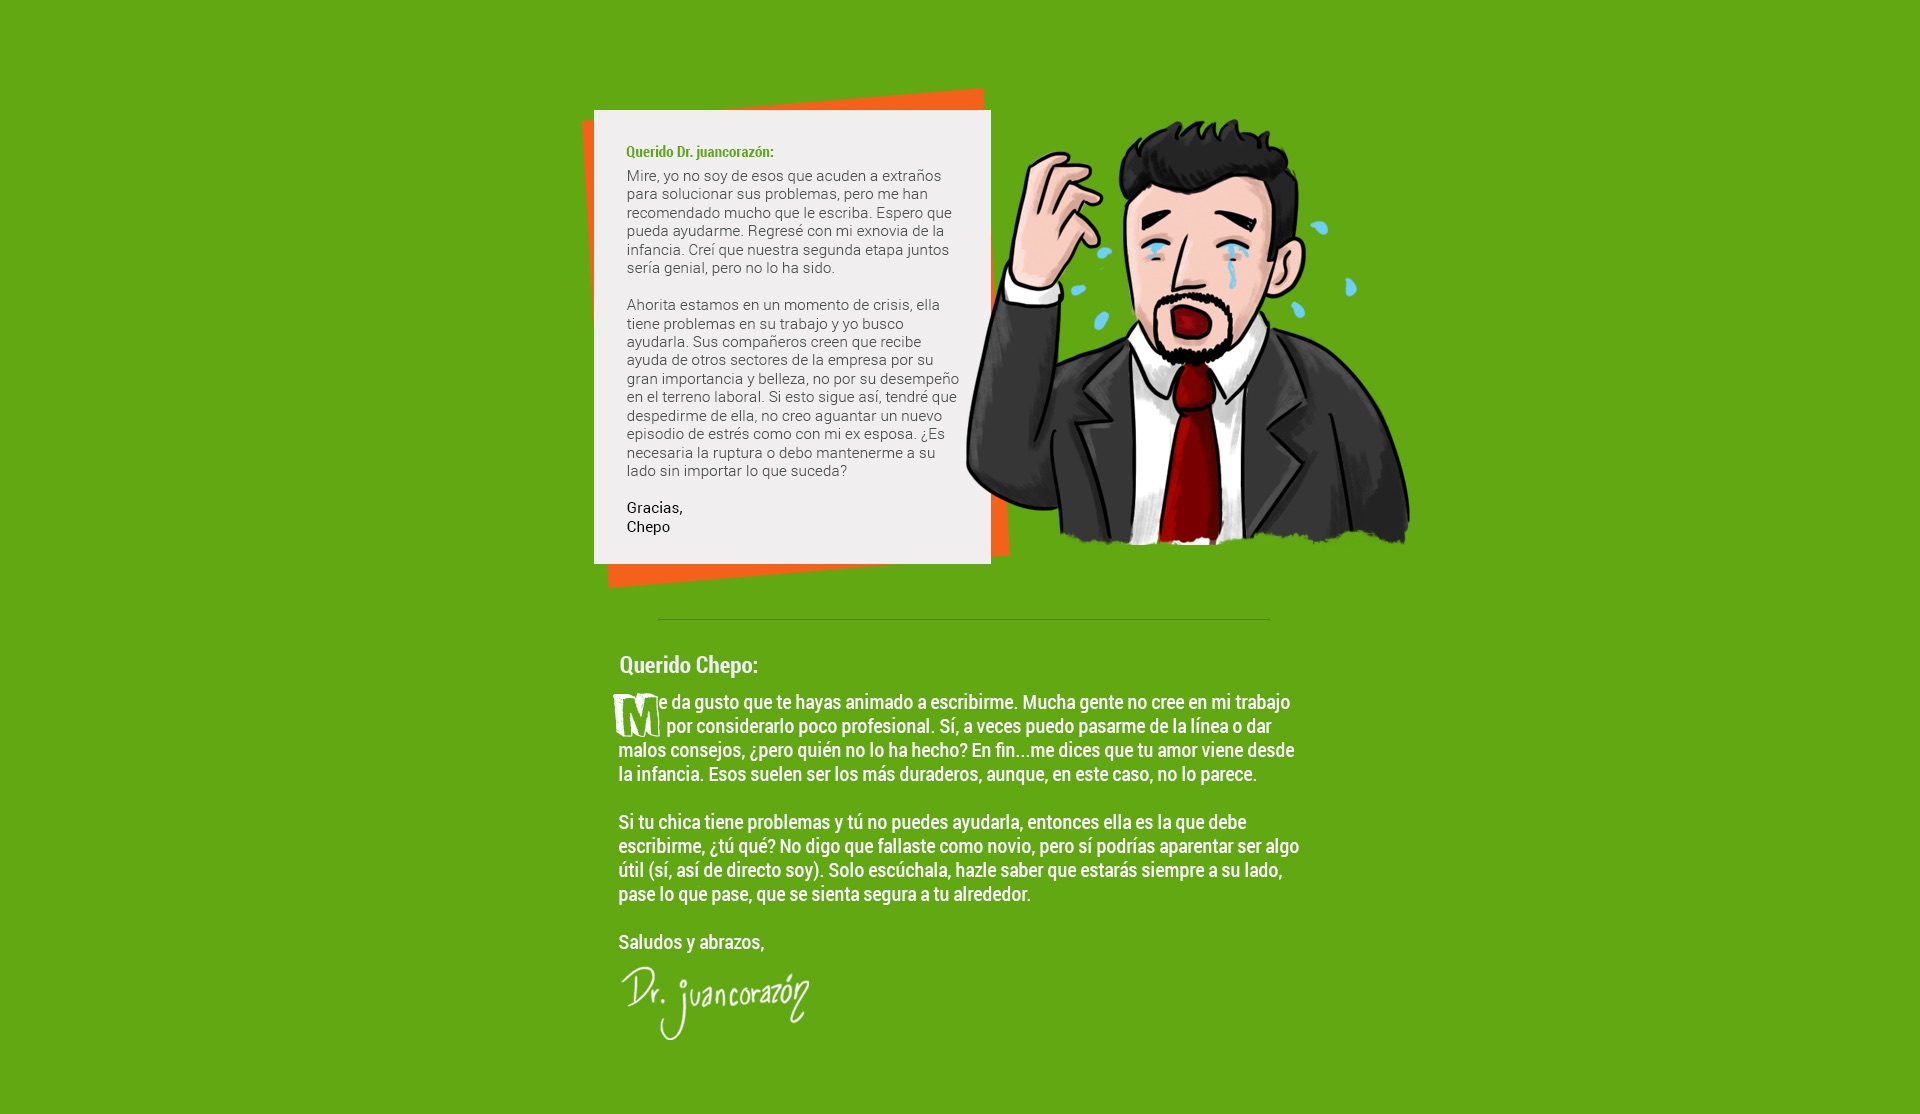 Querido Dr. juancorazón:
Mire, yo no soy de esos que acuden a extraños
para solucionar sus problemas, pero me han
recomendado mucho que le escriba. Espero que
pueda ayudarme. Regresé con mi exnovia de la
infancia. Creí que nuestra segunda etapa juntos
sería genial, pero no lo ha sido.
Ahorita estamos en un momento de crisis, ella
tiene problemas en su trabajo y yo busco
ayudarla. Sus compañeros creen que recibe
ayuda de otros sectores de la empresa por su
gran importancia y belleza, no por su desempeño
en el terreno laboral. Si esto sigue así, tendré que
despedirme de ella, no creo aguantar un nuevo
episodio de estrés como con mi ex esposa. ¿Es
necesaria la ruptura o debo mantenerme a su
lado sin importar lo que suceda?
Gracias,
Chepo
Querido Chepo:
Me da gusto que te hayas animado a escribirme. Mucha gente no cree en mi trabajo
por considerarlo poco profesional. Sí, a veces puedo pasarme de la línea o dar
malos consejos, ¿pero quién no lo ha hecho? En fin...me dices que tu amor viene desde
la infancia. Esos suelen ser los más duraderos, aunque, en este caso, no lo parece.
Si tu chica tiene problemas y tú no puedes ayudarla, entonces ella es la que debe
escribirme, ¿tú qué? No digo que fallaste como novio, pero sí podrías aparentar ser algo
útil (sí, así de directo soy). Solo escúchala, hazle saber que estarás siempre a su lado,
pase lo que pase, que se sienta segura a tu alrededor.
Saludos y abrazos,
Dr. juancorazón